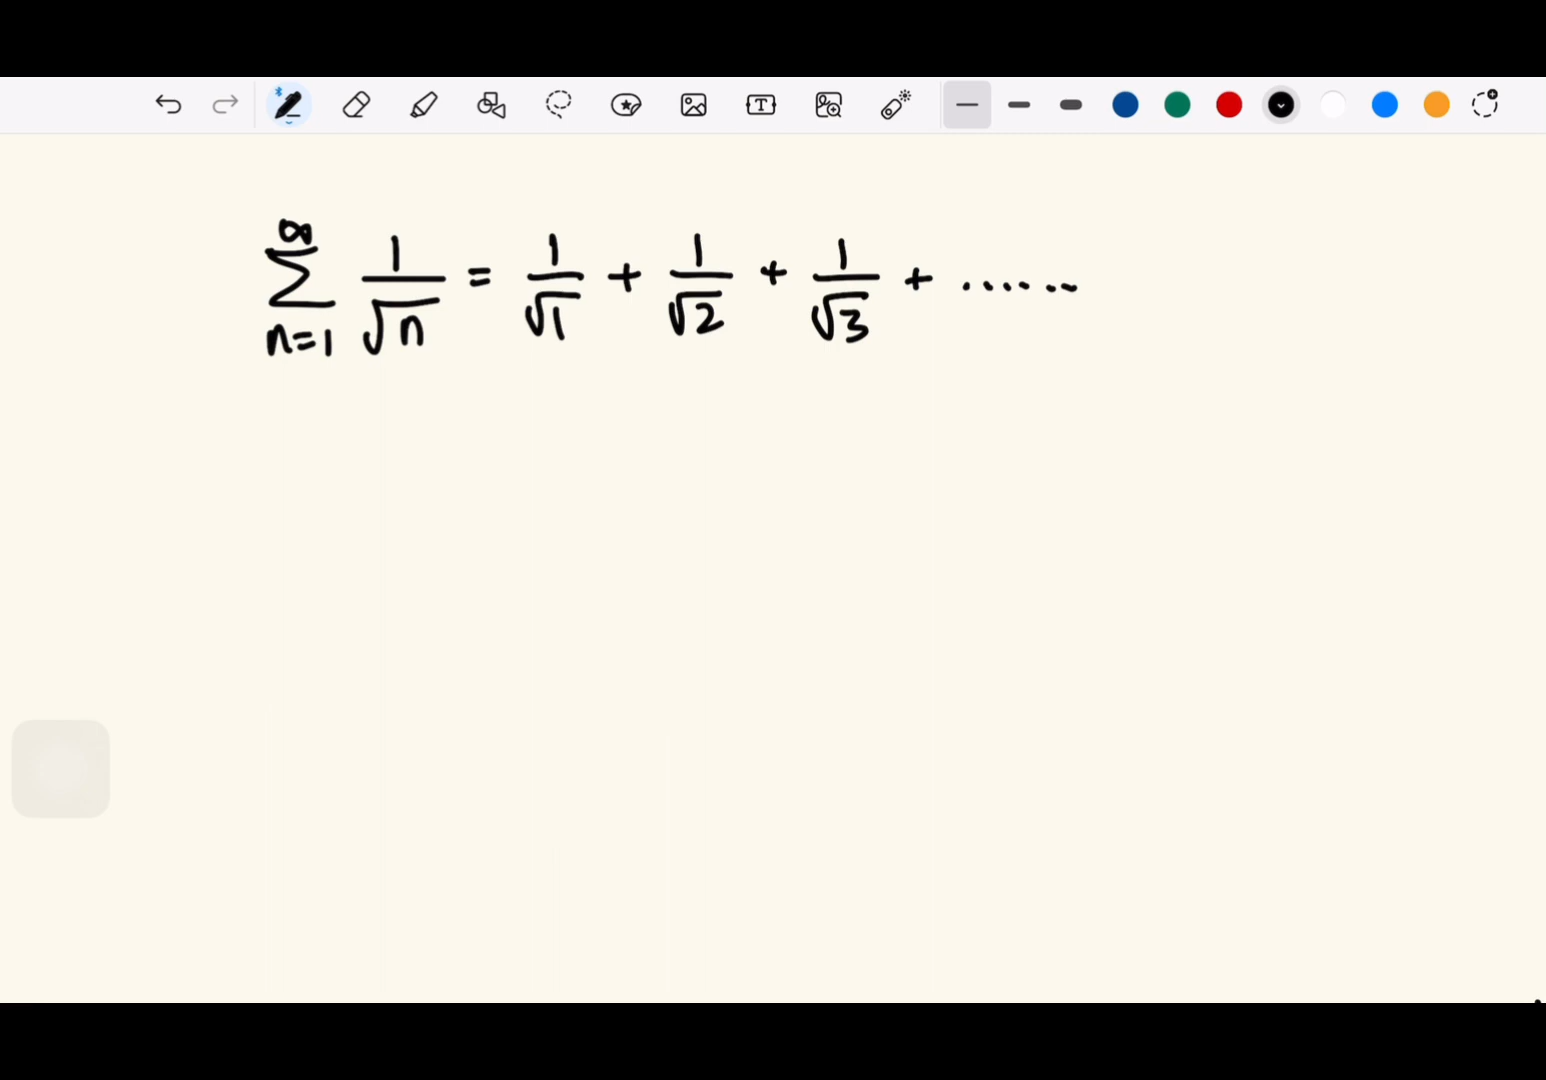 ∞
∑ 1/√n = 1/√1 + 1/√2 + 1/√3 + ......
n=1